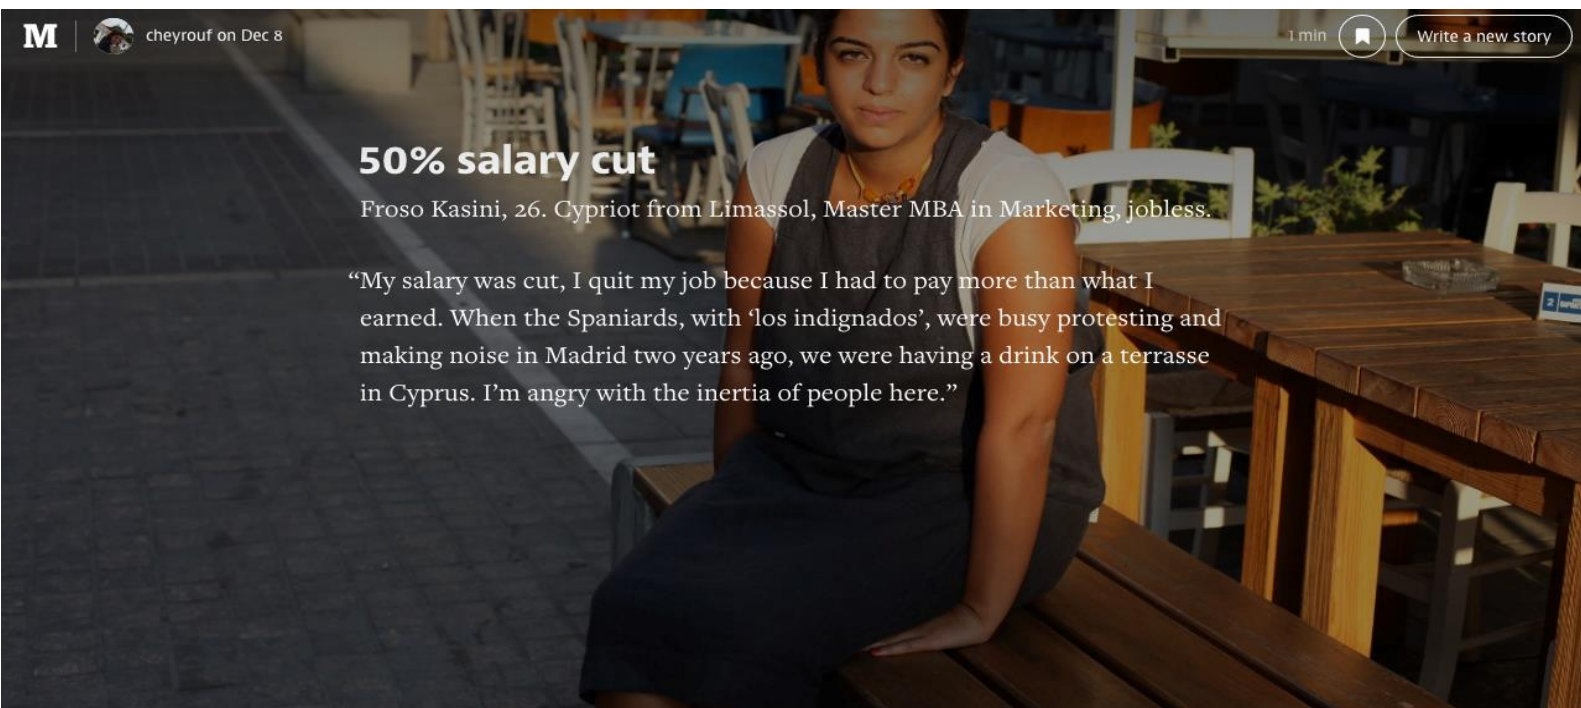 M
cheyrouf on Dec 8
1 min
Write a new story
50% salary cut
Froso Kasini, 26. Cypriot from Limassol, Master MBA in Marketing, jobless.
“My salary was cut, I quit my job because I had to pay more than what I
earned. When the Spaniards, with ‘los indignados’, were busy protesting and
making noise in Madrid two years ago, we were having a drink on a terrasse
in Cyprus. I’m angry with the inertia of people here.”
2